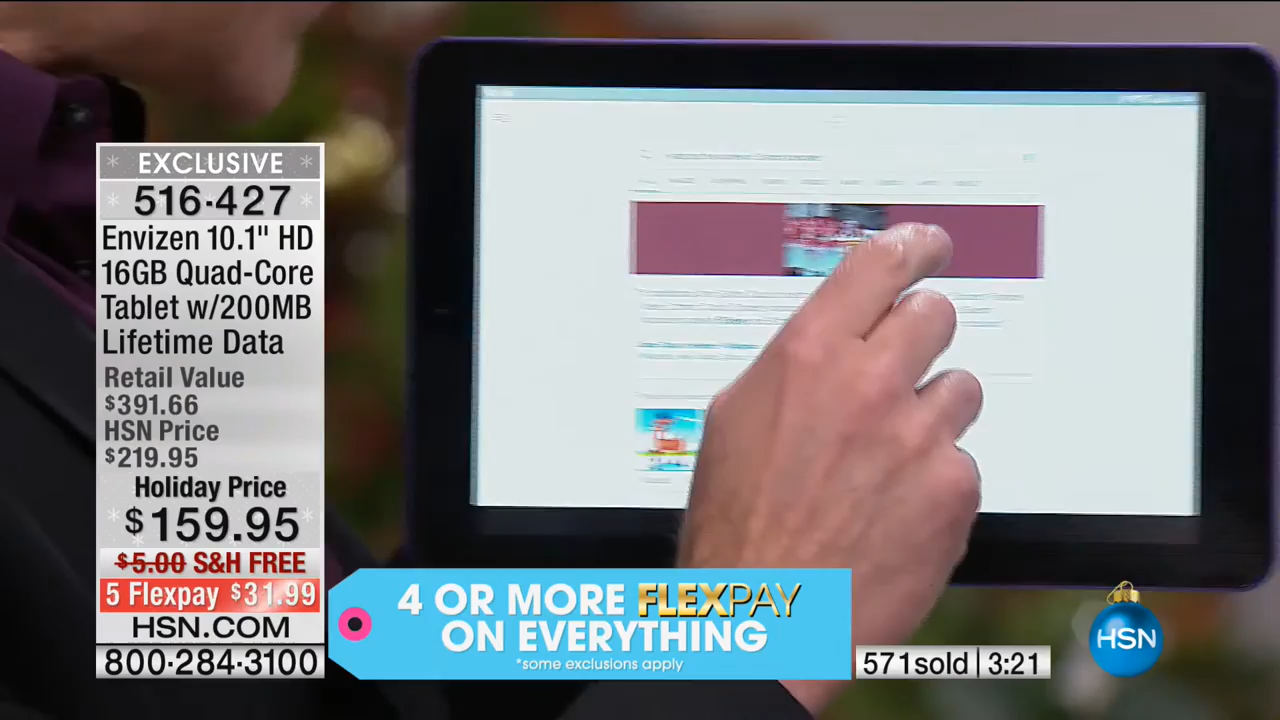 EXCLUSIVE
516-427
Envizen 10.1" HD
16GB Quad-Core
Tablet w/200MB
Lifetime Data
Retail Value
$391.66
HSN Price
$219.95
Holiday Price
$159.95
$5.00 S&H FREE
5 Flexpay $31.99
HSN.COM
800·284·3100
4 OR MORE FLEXPAY
ON EVERYTHING
*some exclusions apply
571sold | 3:21
HSN